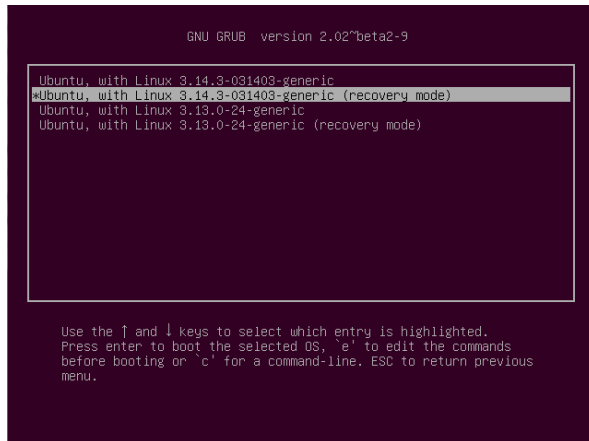 GNU GRUB  version 2.02~beta2-9
Ubuntu, with Linux 3.14.3-031403-generic
*Ubuntu, with Linux 3.14.3-031403-generic (recovery mode)
Ubuntu, with Linux 3.13.0-24-generic
Ubuntu, with Linux 3.13.0-24-generic (recovery mode)
Use the ↑ and ↓ keys to select which entry is highlighted.
Press enter to boot the selected OS, `e' to edit the commands
before booting or `c' for a command-line. ESC to return previous
menu.